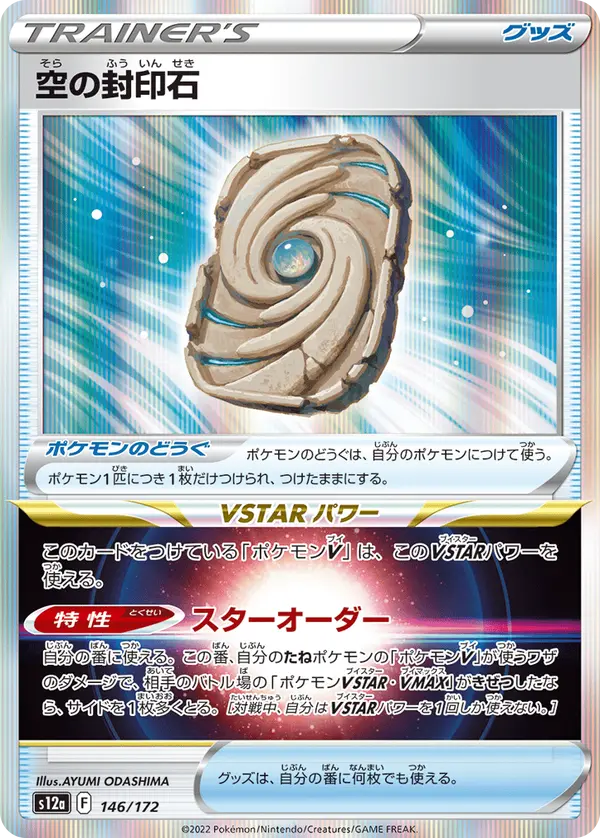 TRAINER'S グッズ
そら ふういんせき
空の封印石
ポケモンのどうぐ
ポケモンのどうぐは、自分のポケモンにつけて使う。
ポケモン1匹につき1枚だけつけられ、つけたままにする。
VSTARパワー
このカードをつけている「ポケモンV」は、このVSTARパワーを
使える。
特性 とくせい スターオーダー
自分の番に使える。この番、自分のたねポケモンの「ポケモンV」が使うワザ
のダメージで、相手のバトル場の「ポケモンVSTAR・VMAX」がきぜつしたな
ら、サイドを1枚多くとる。[対戦中、自分はVSTARパワーを1回しか使えない。]
Illus.AYUMI ODASHIMA
グッズは、自分の番に何枚でも使える。
s12a F 146/172
©2022 Pokémon/Nintendo/Creatures/GAME FREAK.